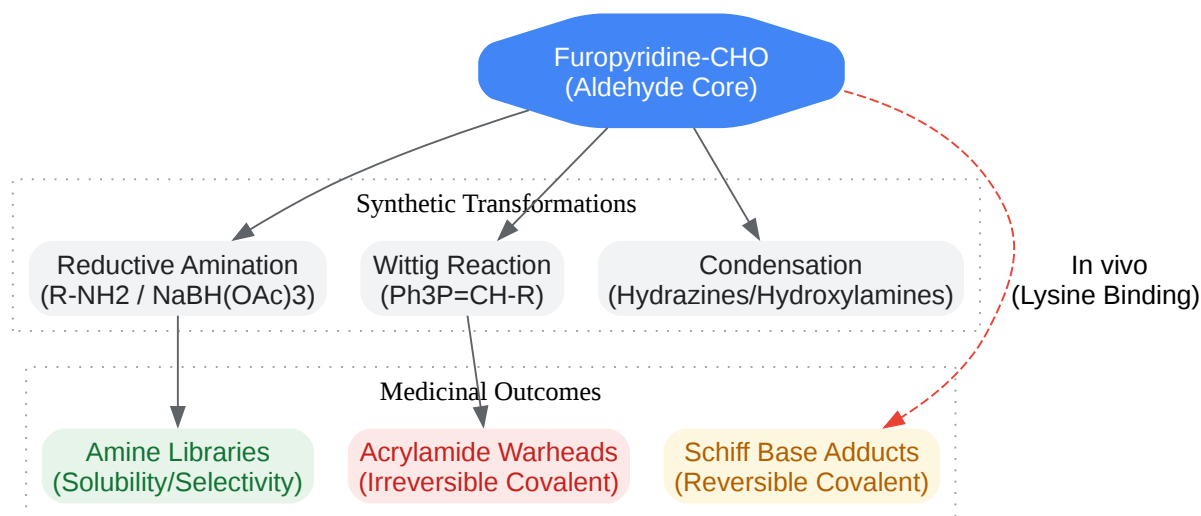 Furopyridine-CHO
(Aldehyde Core)
Synthetic Transformations
Reductive Amination
(R-NH2 / NaBH(OAc)3)
Wittig Reaction
(Ph3P=CH-R)
Condensation
(Hydrazines/Hydroxylamines)
In vivo
(Lysine Binding)
Medicinal Outcomes
Amine Libraries
(Solubility/Selectivity)
Acrylamide Warheads
(Irreversible Covalent)
Schiff Base Adducts
(Reversible Covalent)